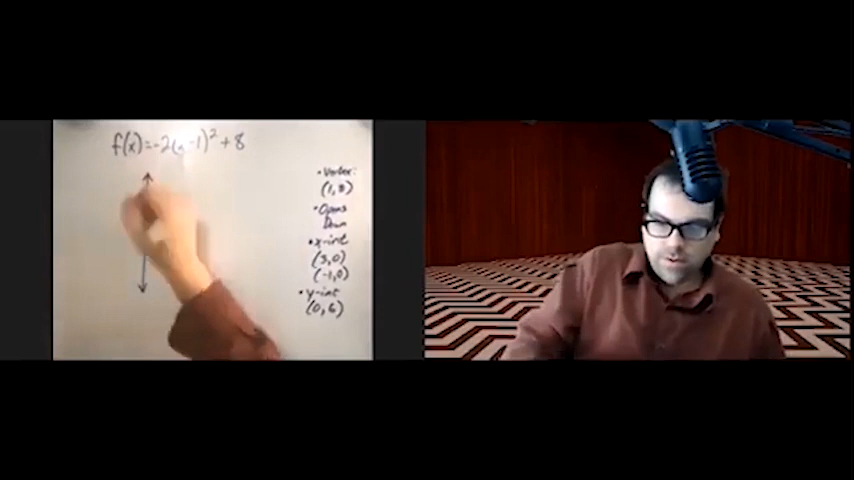 f(x)=-2(x-1)²+8
• Vertex:
(1,8)
• Opens
Down
• x-int
(3,0)
(-1,0)
• y-int
(0,6)